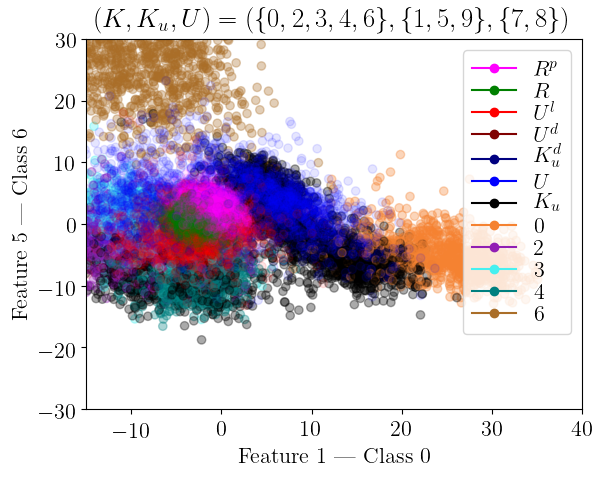 (K, K_u, U) = ({0, 2, 3, 4, 6}, {1, 5, 9}, {7, 8})
30
20
10
0
−10
−20
−30
Feature 5 — Class 6
−10
0
10
20
30
40
Feature 1 — Class 0
R^p
R
U^l
U^d
K_u^d
U
K_u
0
2
3
4
6